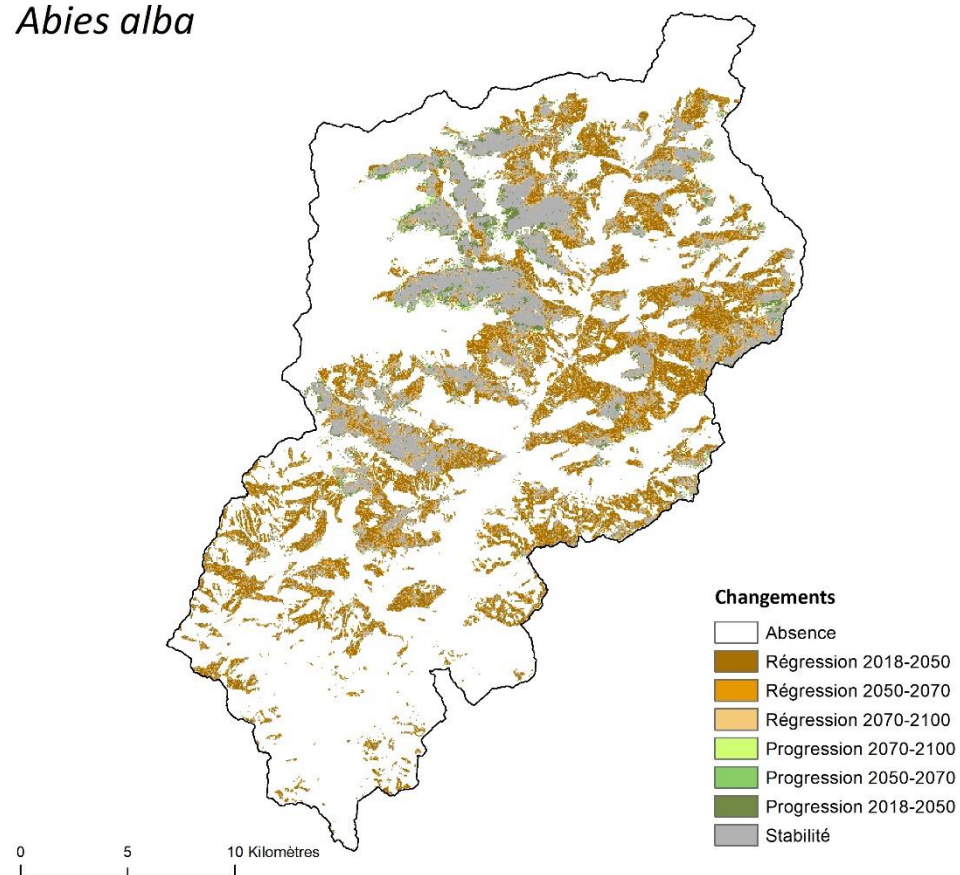 Abies alba
Changements
Absence
Régression 2018-2050
Régression 2050-2070
Régression 2070-2100
Progression 2070-2100
Progression 2050-2070
Progression 2018-2050
Stabilité
0 5 10 Kilomètres